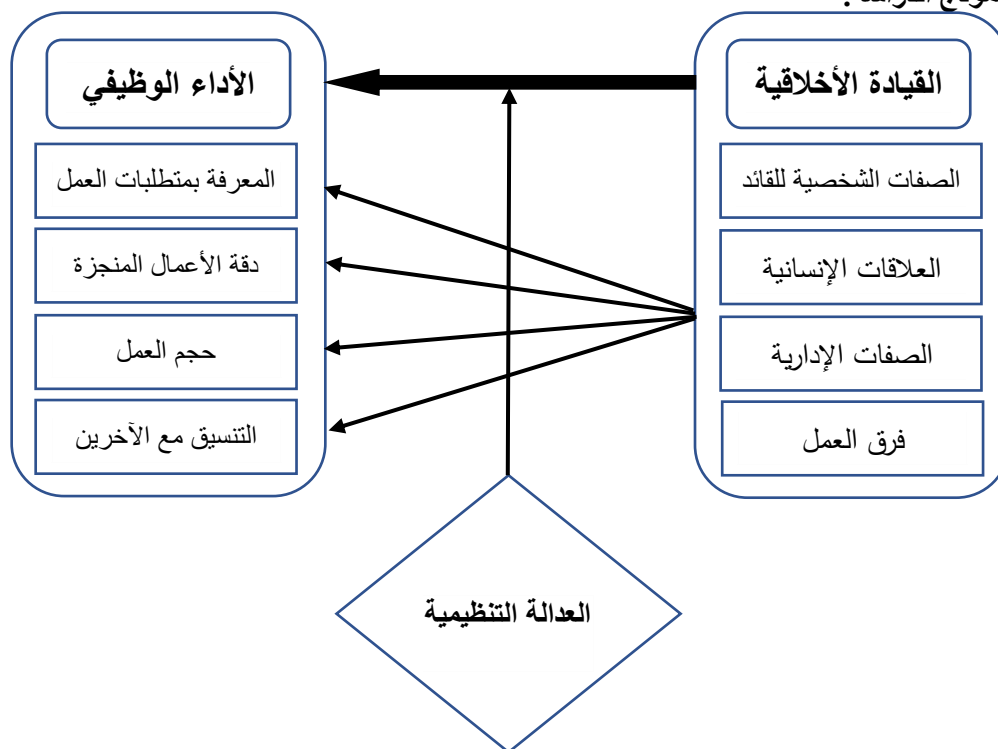 القيادة الأخلاقية
الصفات الشخصية للقائد
العلاقات الإنسانية
الصفات الإدارية
فرق العمل
الأداء الوظيفي
المعرفة بمتطلبات العمل
دقة الأعمال المنجزة
حجم العمل
التنسيق مع الآخرين
العدالة التنظيمية